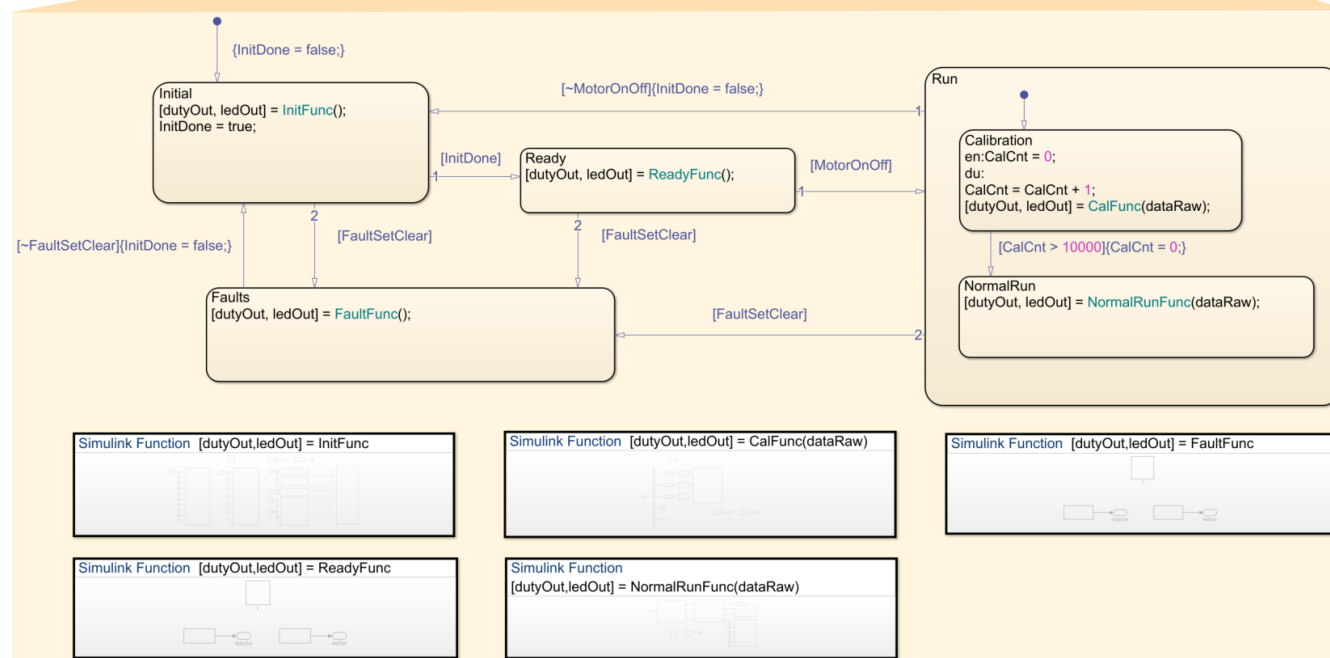 {InitDone = false;}
Initial
[dutyOut, ledOut] = InitFunc();
InitDone = true;
[~MotorOnOff]{InitDone = false;}
1
Run
Calibration
en:CalCnt = 0;
du:
CalCnt = CalCnt + 1;
[dutyOut, ledOut] = CalFunc(dataRaw);
[InitDone]
1
Ready
[dutyOut, ledOut] = ReadyFunc();
[MotorOnOff]
1
2
[FaultSetClear]
2
[FaultSetClear]
[~FaultSetClear]{InitDone = false;}
[CalCnt > 10000]{CalCnt = 0;}
NormalRun
[dutyOut, ledOut] = NormalRunFunc(dataRaw);
Faults
[dutyOut, ledOut] = FaultFunc();
[FaultSetClear]
2
Simulink Function [dutyOut,ledOut] = InitFunc
Simulink Function [dutyOut,ledOut] = CalFunc(dataRaw)
Simulink Function [dutyOut,ledOut] = FaultFunc
Simulink Function [dutyOut,ledOut] = ReadyFunc
Simulink Function
[dutyOut,ledOut] = NormalRunFunc(dataRaw)